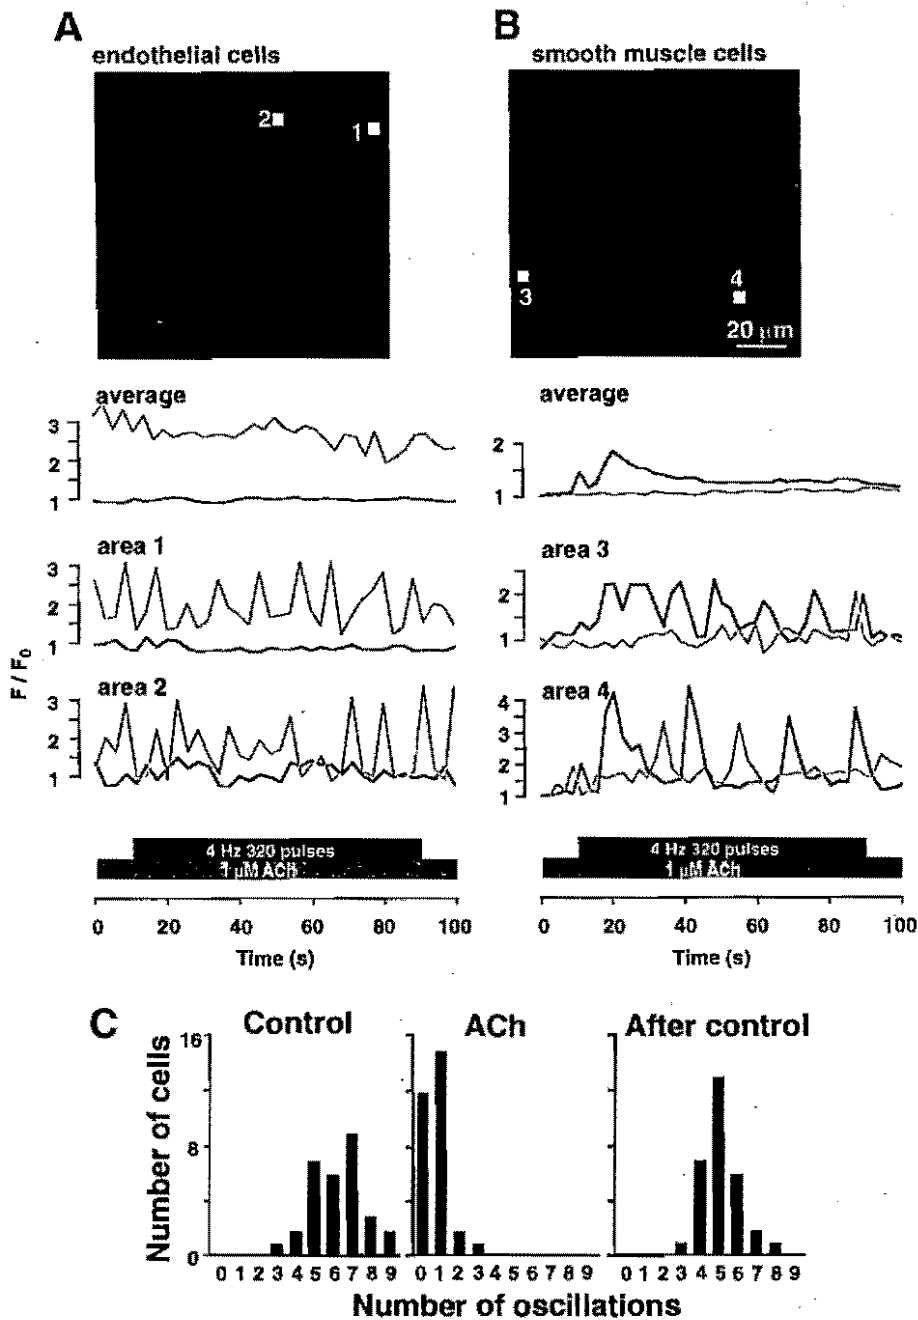 A
endothelial cells
2
1
B
smooth muscle cells
3
4
20 µm
average
3
2
1
area 1
3
2
1
area 2
3
2
1
F / F0
4 Hz 320 pulses
1 µM ACh
0 20 40 60 80 100
Time (s)
average
2
1
area 3
2
1
area 4
4
3
2
1
4 Hz 320 pulses
1 µM ACh
0 20 40 60 80 100
Time (s)
C
Control
ACh
After control
Number of cells
16
8
0
0 1 2 3 4 5 6 7 8 9
0 1 2 3 4 5 6 7 8 9
0 1 2 3 4 5 6 7 8 9
Number of oscillations